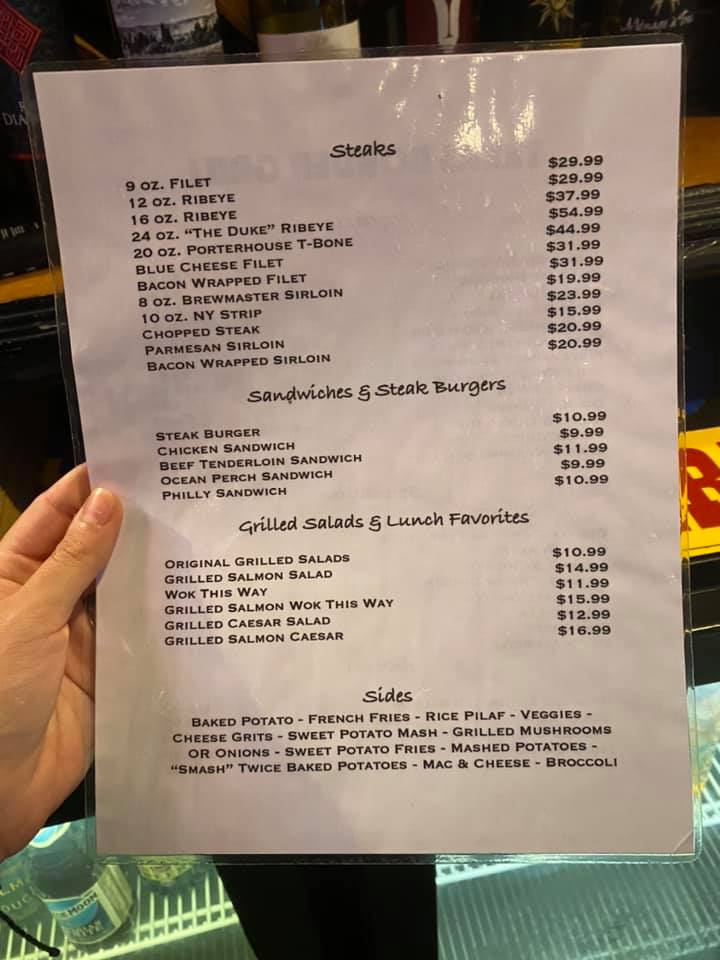 Steaks
9 oz. Filet $29.99
12 oz. Ribeye $29.99
16 oz. Ribeye $37.99
24 oz. “The Duke” Ribeye $54.99
20 oz. Porterhouse T-Bone $44.99
Blue Cheese Filet $31.99
Bacon Wrapped Filet $31.99
8 oz. Brewmaster Sirloin $19.99
10 oz. NY Strip $23.99
Chopped Steak $15.99
Parmesan Sirloin $20.99
Bacon Wrapped Sirloin $20.99
Sandwiches & Steak Burgers
Steak Burger $10.99
Chicken Sandwich $9.99
Beef Tenderloin Sandwich $11.99
Ocean Perch Sandwich $9.99
Philly Sandwich $10.99
Grilled Salads & Lunch Favorites
Original Grilled Salads $10.99
Grilled Salmon Salad $14.99
Wok This Way $11.99
Grilled Salmon Wok This Way $15.99
Grilled Caesar Salad $12.99
Grilled Salmon Caesar $16.99
Sides
Baked Potato - French Fries - Rice Pilaf - Veggies -
Cheese Grits - Sweet Potato Mash - Grilled Mushrooms
or Onions - Sweet Potato Fries - Mashed Potatoes -
“Smash” Twice Baked Potatoes - Mac & Cheese - Broccoli